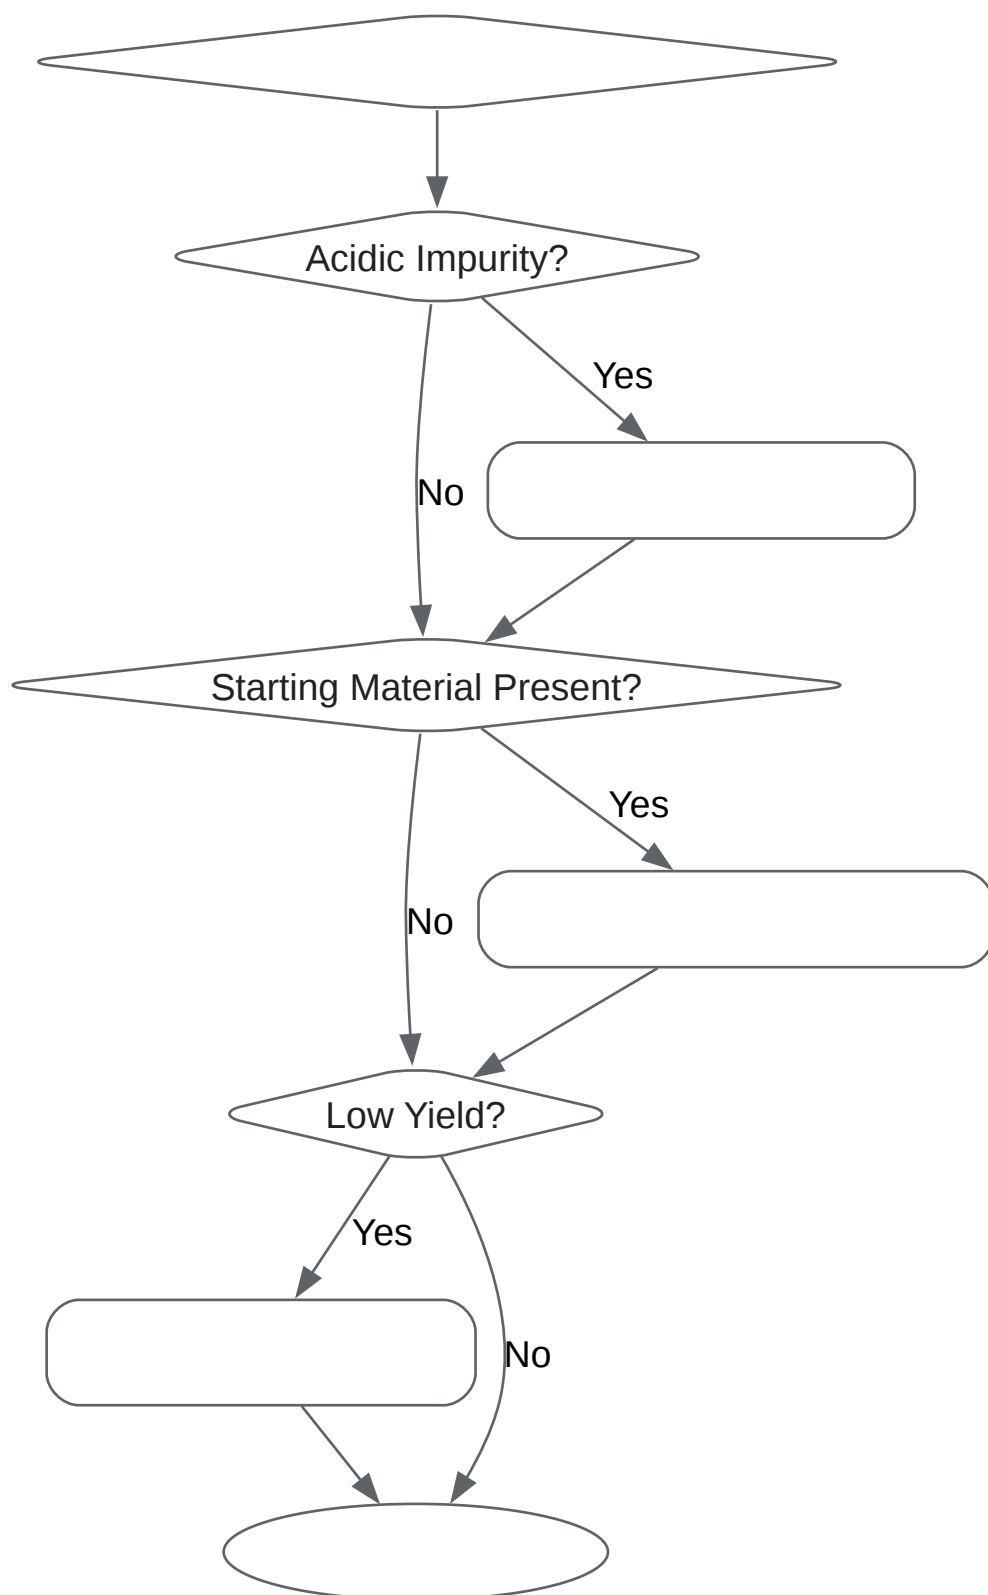 Acidic Impurity?
Yes
No
Starting Material Present?
Yes
No
Low Yield?
Yes
No